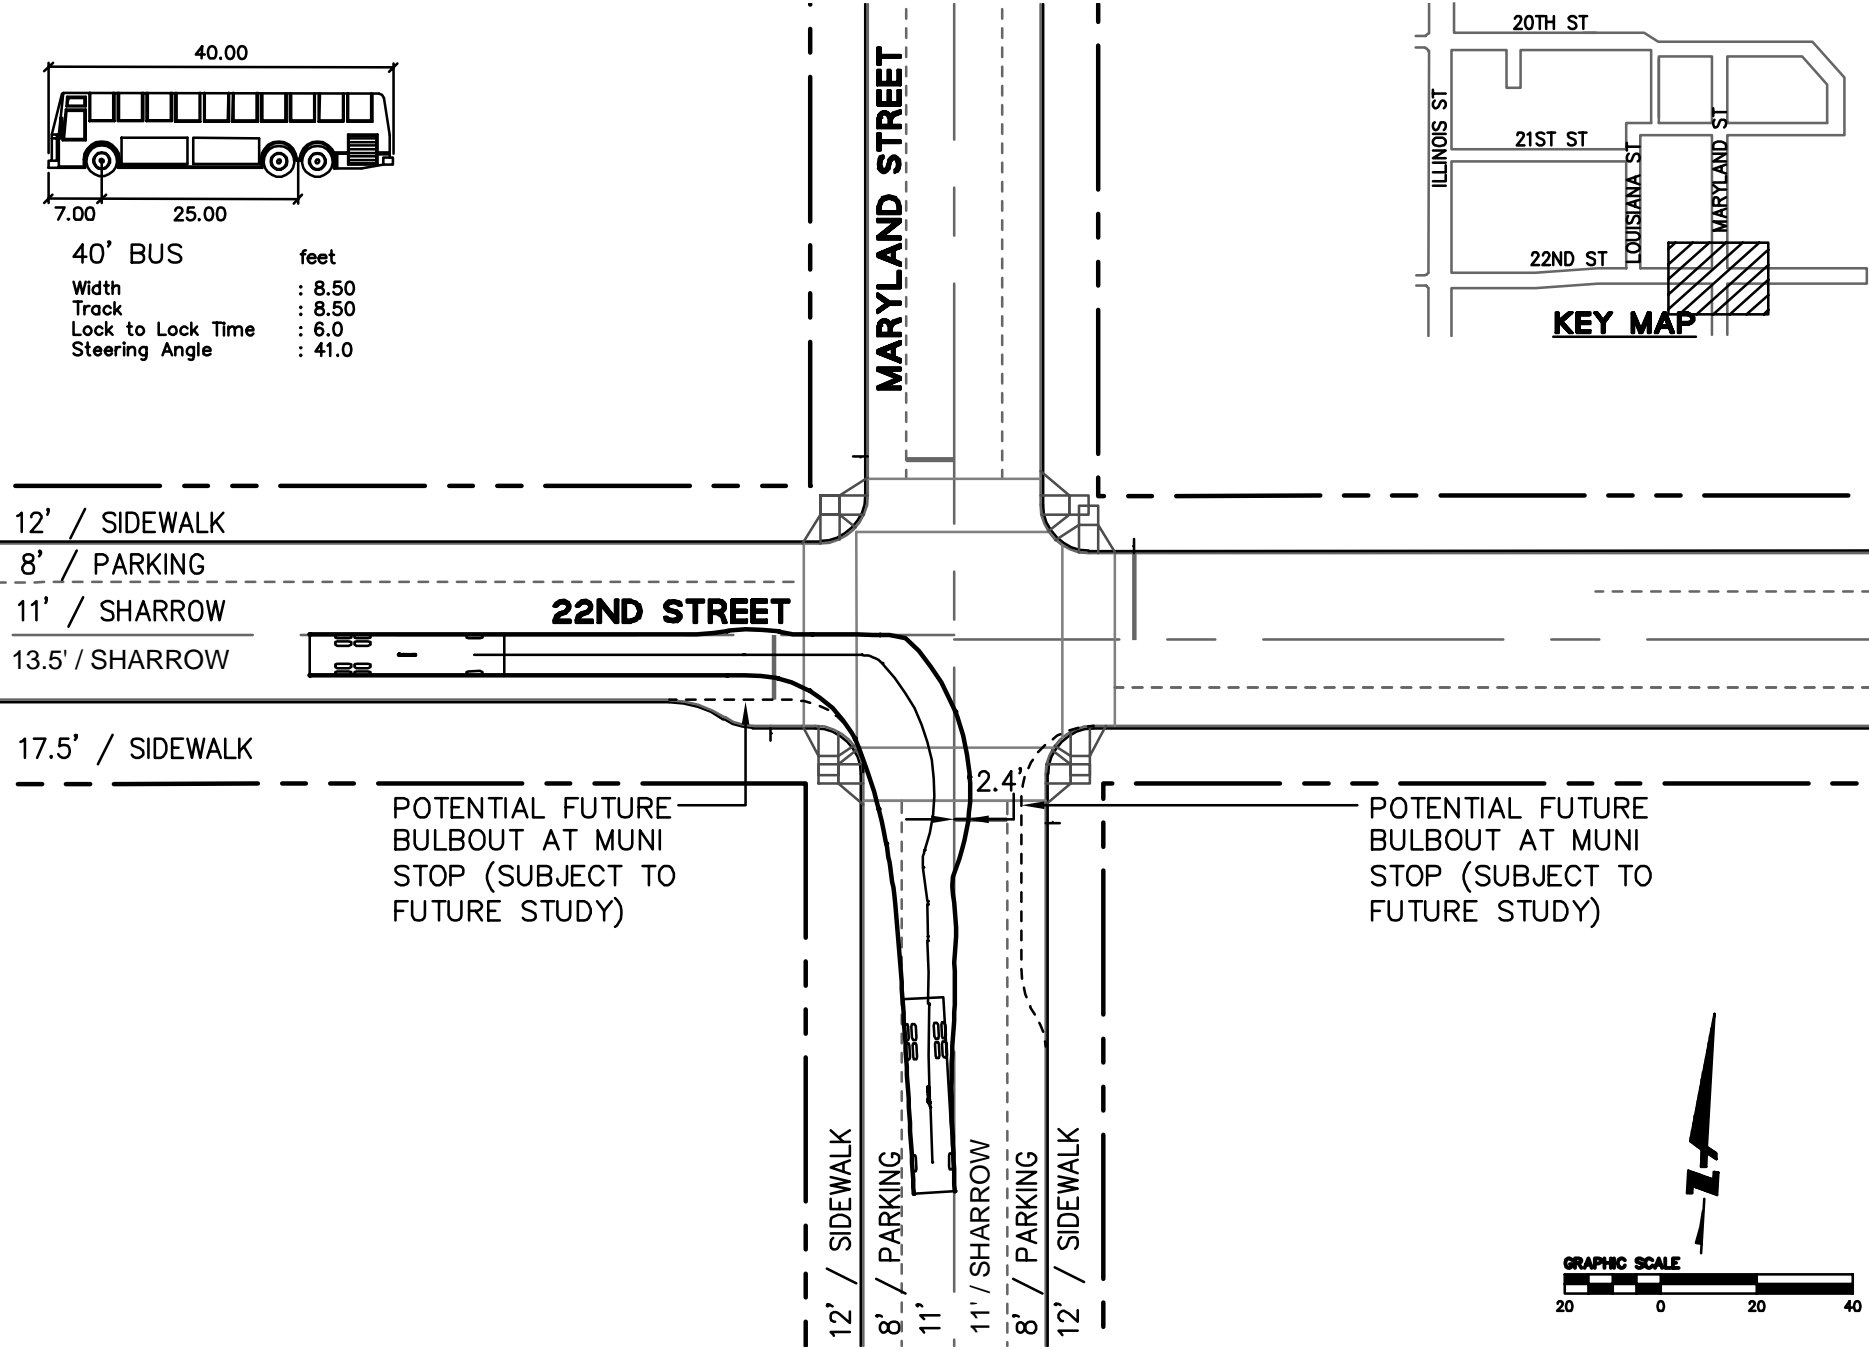 40.00
7.00
25.00
40' BUS feet
Width : 8.50
Track : 8.50
Lock to Lock Time : 6.0
Steering Angle : 41.0
MARYLAND STREET
20TH ST
ILLINOIS ST
21ST ST
LOUISIANA ST
MARYLAND ST
22ND ST
KEY MAP
12' / SIDEWALK
8' / PARKING
11' / SHARROW
13.5' / SHARROW
17.5' / SIDEWALK
22ND STREET
2.4'
POTENTIAL FUTURE
BULBOUT AT MUNI
STOP (SUBJECT TO
FUTURE STUDY)
POTENTIAL FUTURE
BULBOUT AT MUNI
STOP (SUBJECT TO
FUTURE STUDY)
12' / SIDEWALK
8' / PARKING
11'
11' / SHARROW
8' / PARKING
12' / SIDEWALK
N
GRAPHIC SCALE
20 0 20 40